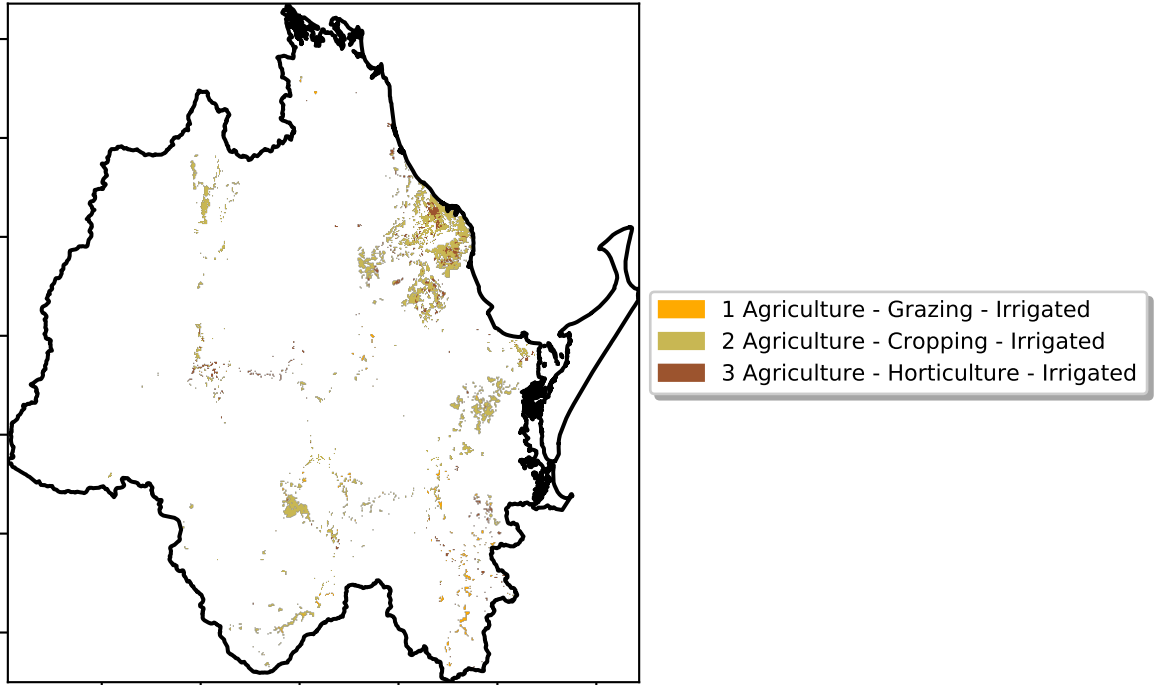 1 Agriculture - Grazing - Irrigated
2 Agriculture - Cropping - Irrigated
3 Agriculture - Horticulture - Irrigated